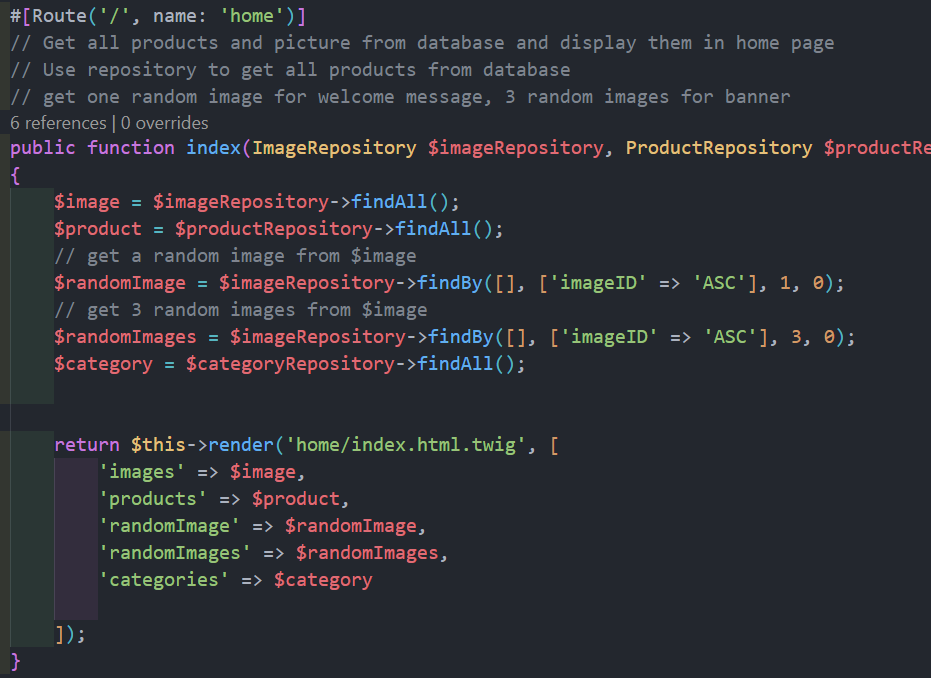 #[Route('/', name: 'home')]
// Get all products and picture from database and display them in home page
// Use repository to get all products from database
// get one random image for welcome message, 3 random images for banner
6 references | 0 overrides
public function index(ImageRepository $imageRepository, ProductRepository $productRe
{
$image = $imageRepository->findAll();
$product = $productRepository->findAll();
// get a random image from $image
$randomImage = $imageRepository->findBy([], ['imageID' => 'ASC'], 1, 0);
// get 3 random images from $image
$randomImages = $imageRepository->findBy([], ['imageID' => 'ASC'], 3, 0);
$category = $categoryRepository->findAll();
return $this->render('home/index.html.twig', [
'images' => $image,
'products' => $product,
'randomImage' => $randomImage,
'randomImages' => $randomImages,
'categories' => $category
]);
}